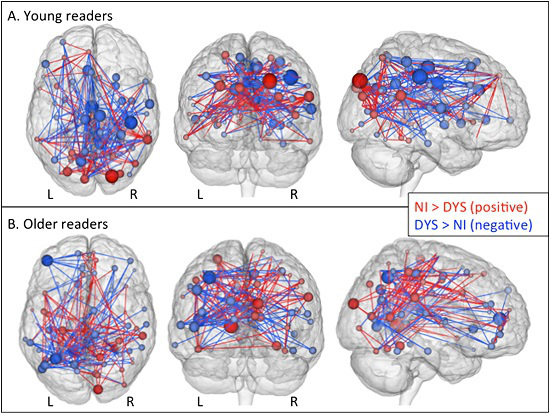 A. Young readers
L R
L R
NI > DYS (positive)
DYS > NI (negative)
B. Older readers
L R
L R